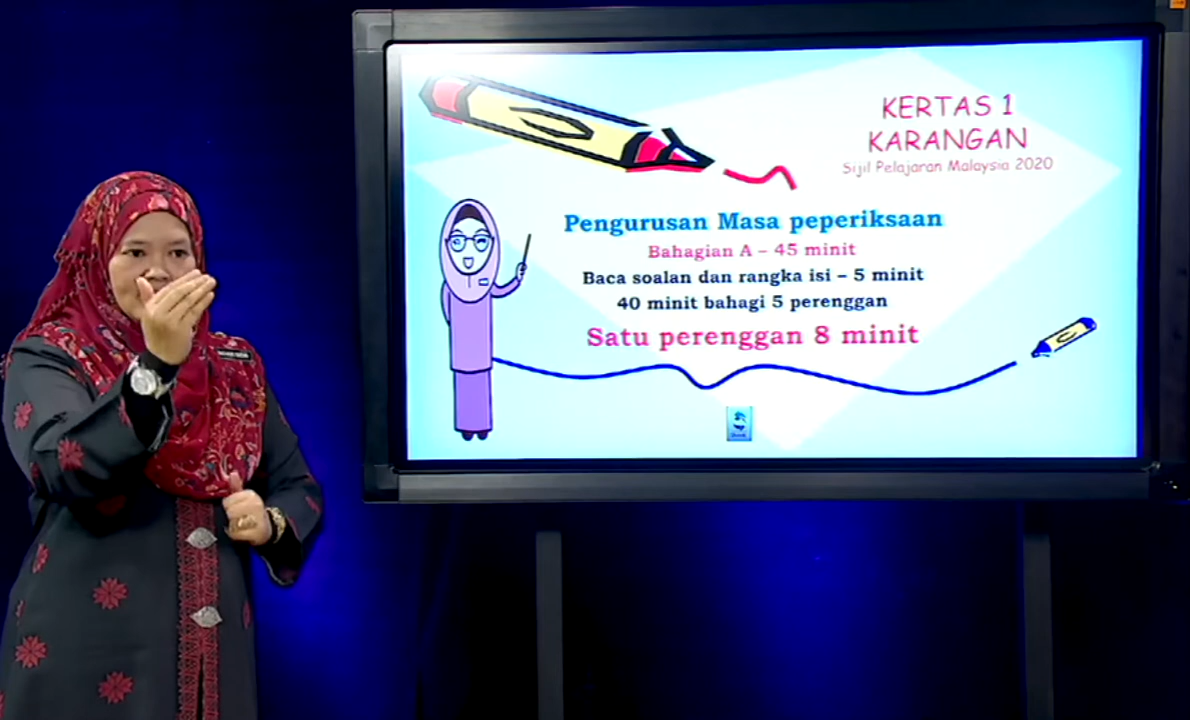 KERTAS 1
KARANGAN
Sijil Pelajaran Malaysia 2020
Pengurusan Masa peperiksaan
Bahagian A – 45 minit
Baca soalan dan rangka isi – 5 minit
40 minit bahagi 5 perenggan
Satu perenggan 8 minit